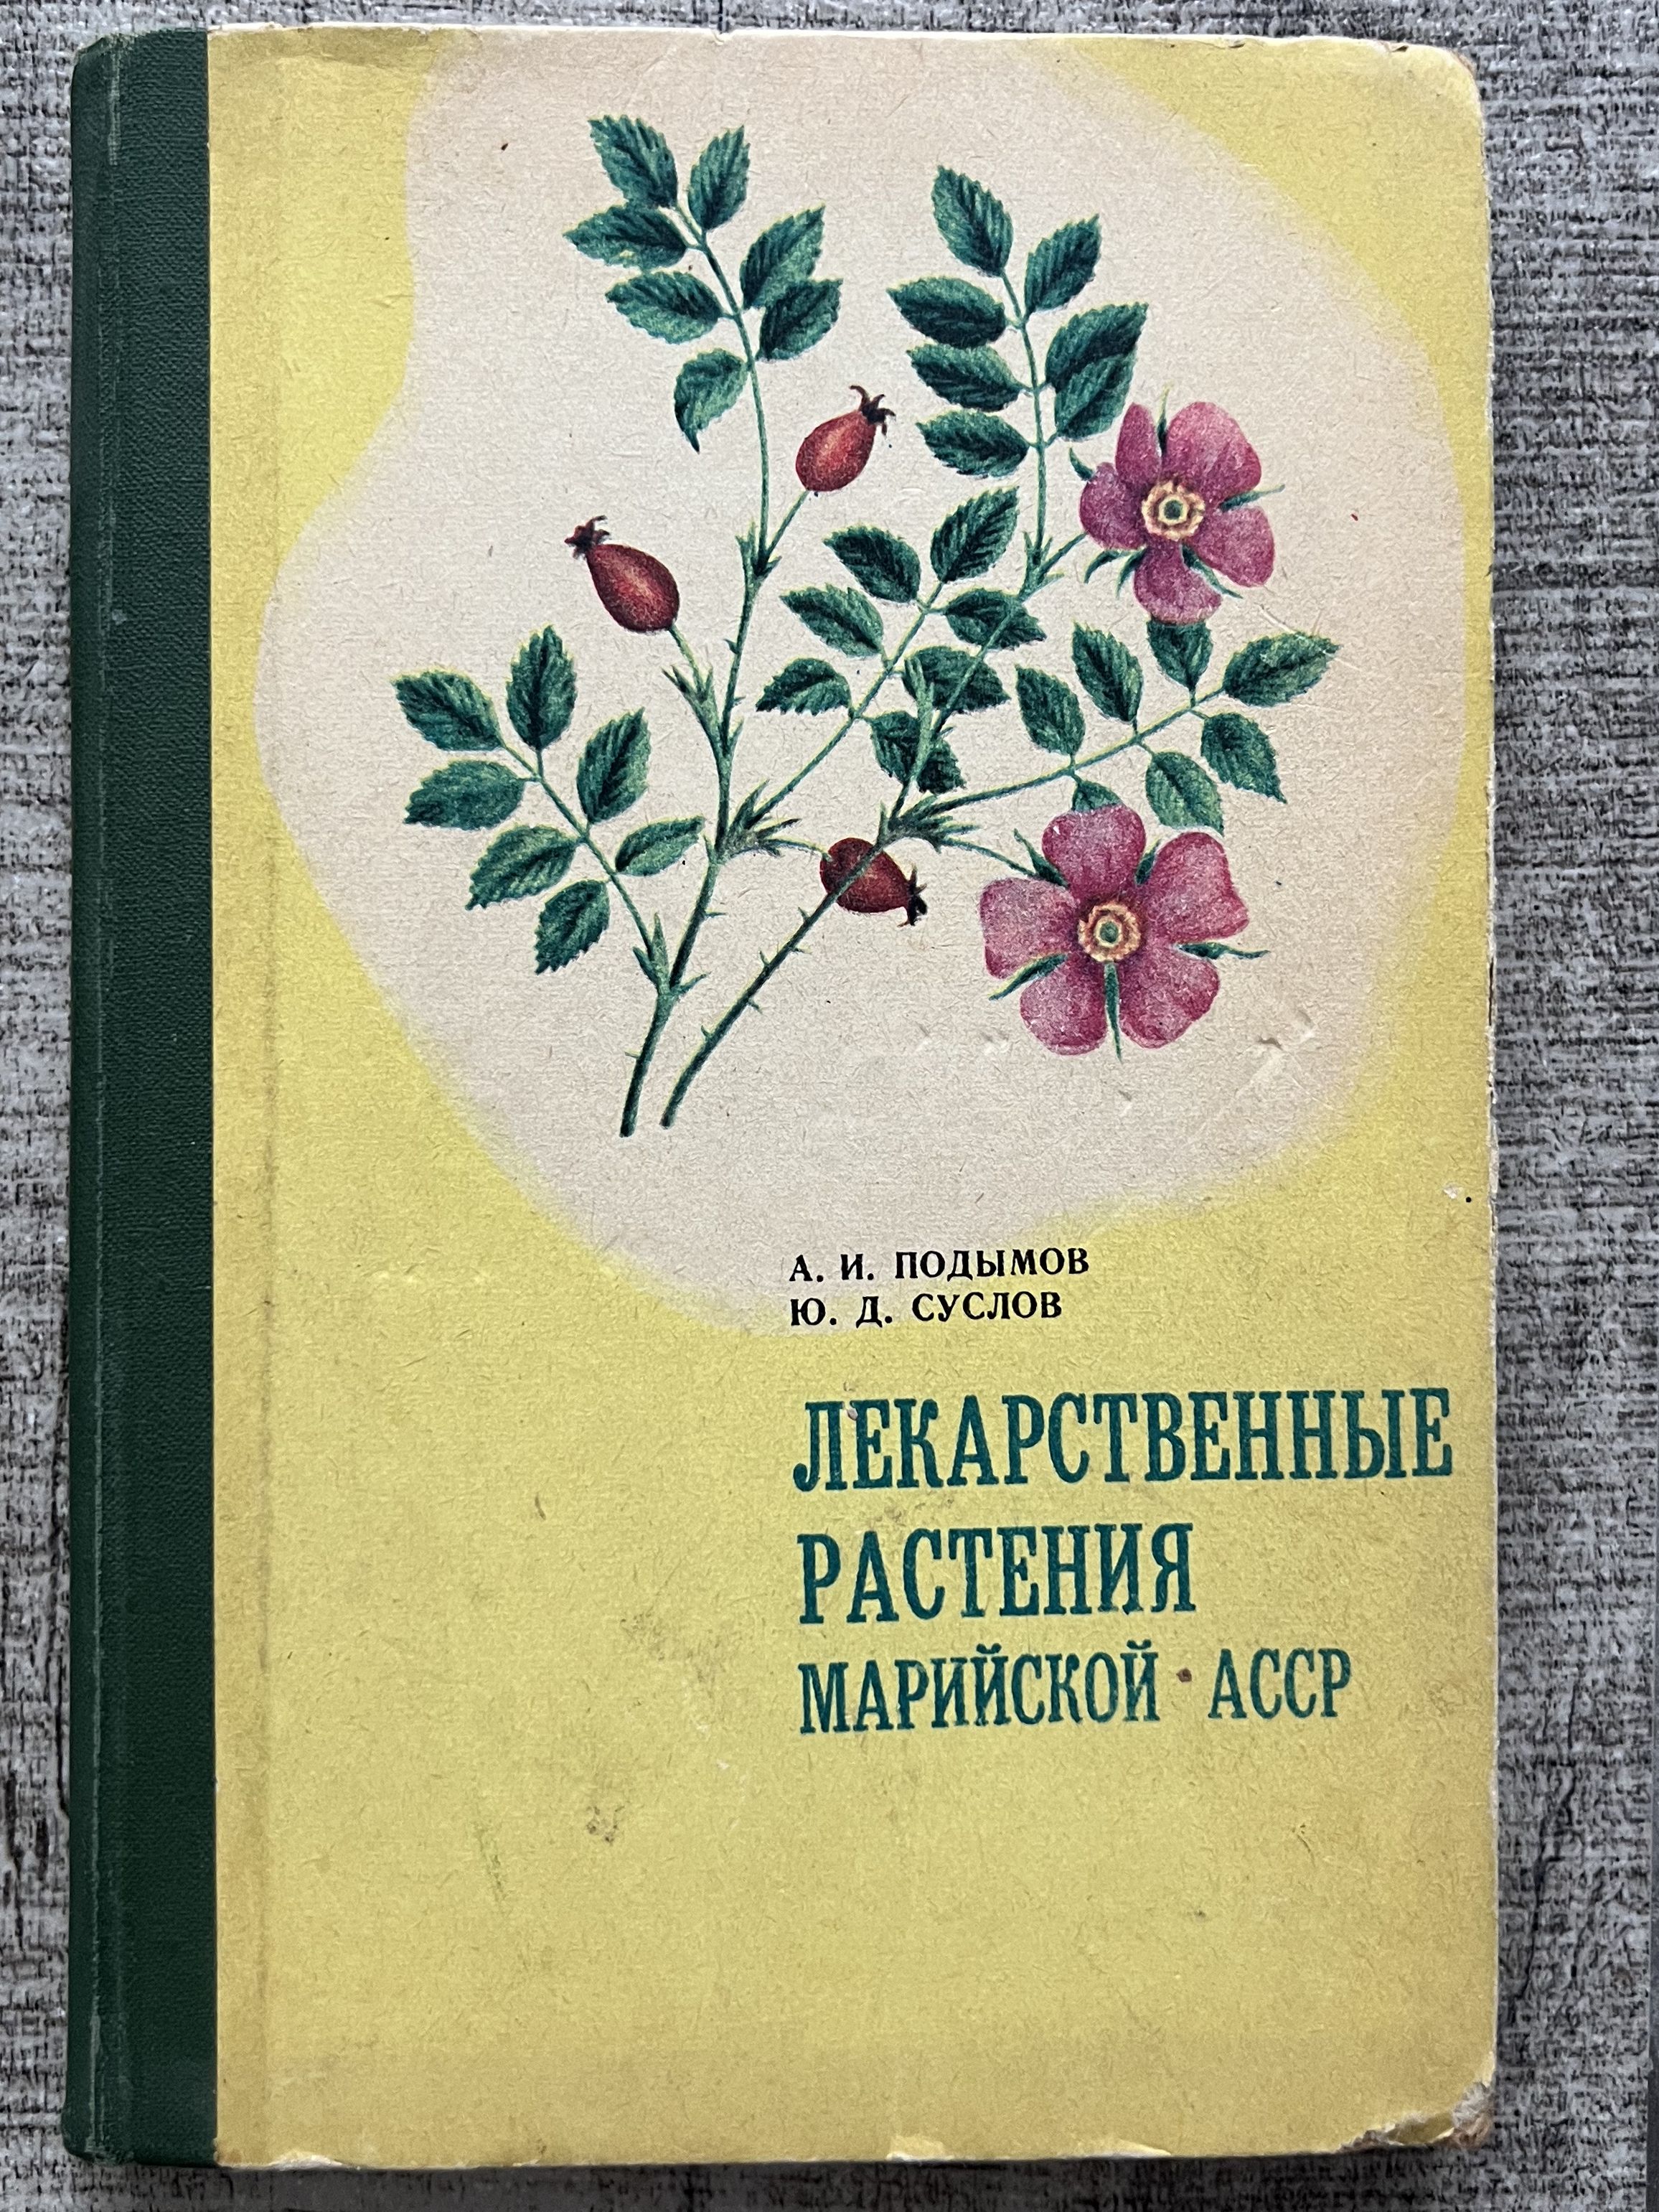 А. И. ПОДЫМОВ
Ю. Д. СУСЛОВ
ЛЕКАРСТВЕННЫЕ
РАСТЕНИЯ
МАРИЙСКОЙ АССР